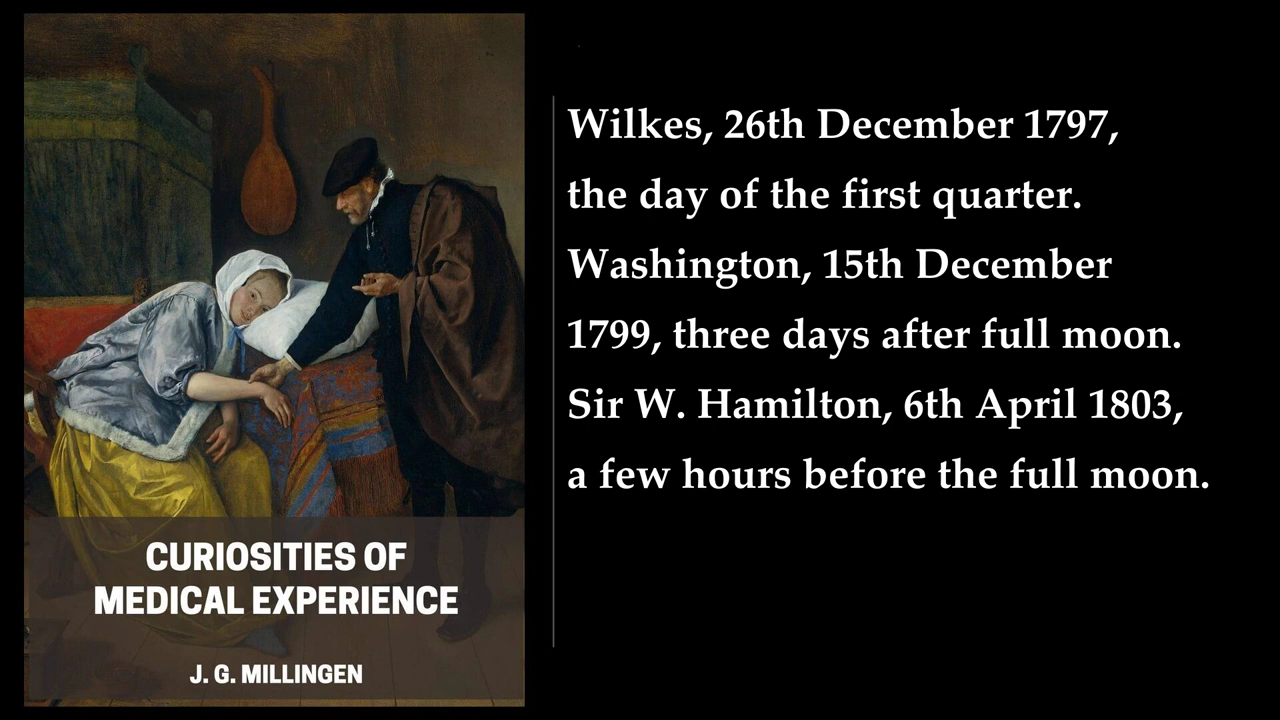 Wilkes, 26th December 1797,
the day of the first quarter.
Washington, 15th December
1799, three days after full moon.
Sir W. Hamilton, 6th April 1803,
a few hours before the full moon.
CURIOSITIES OF
MEDICAL EXPERIENCE
J. G. MILLINGEN